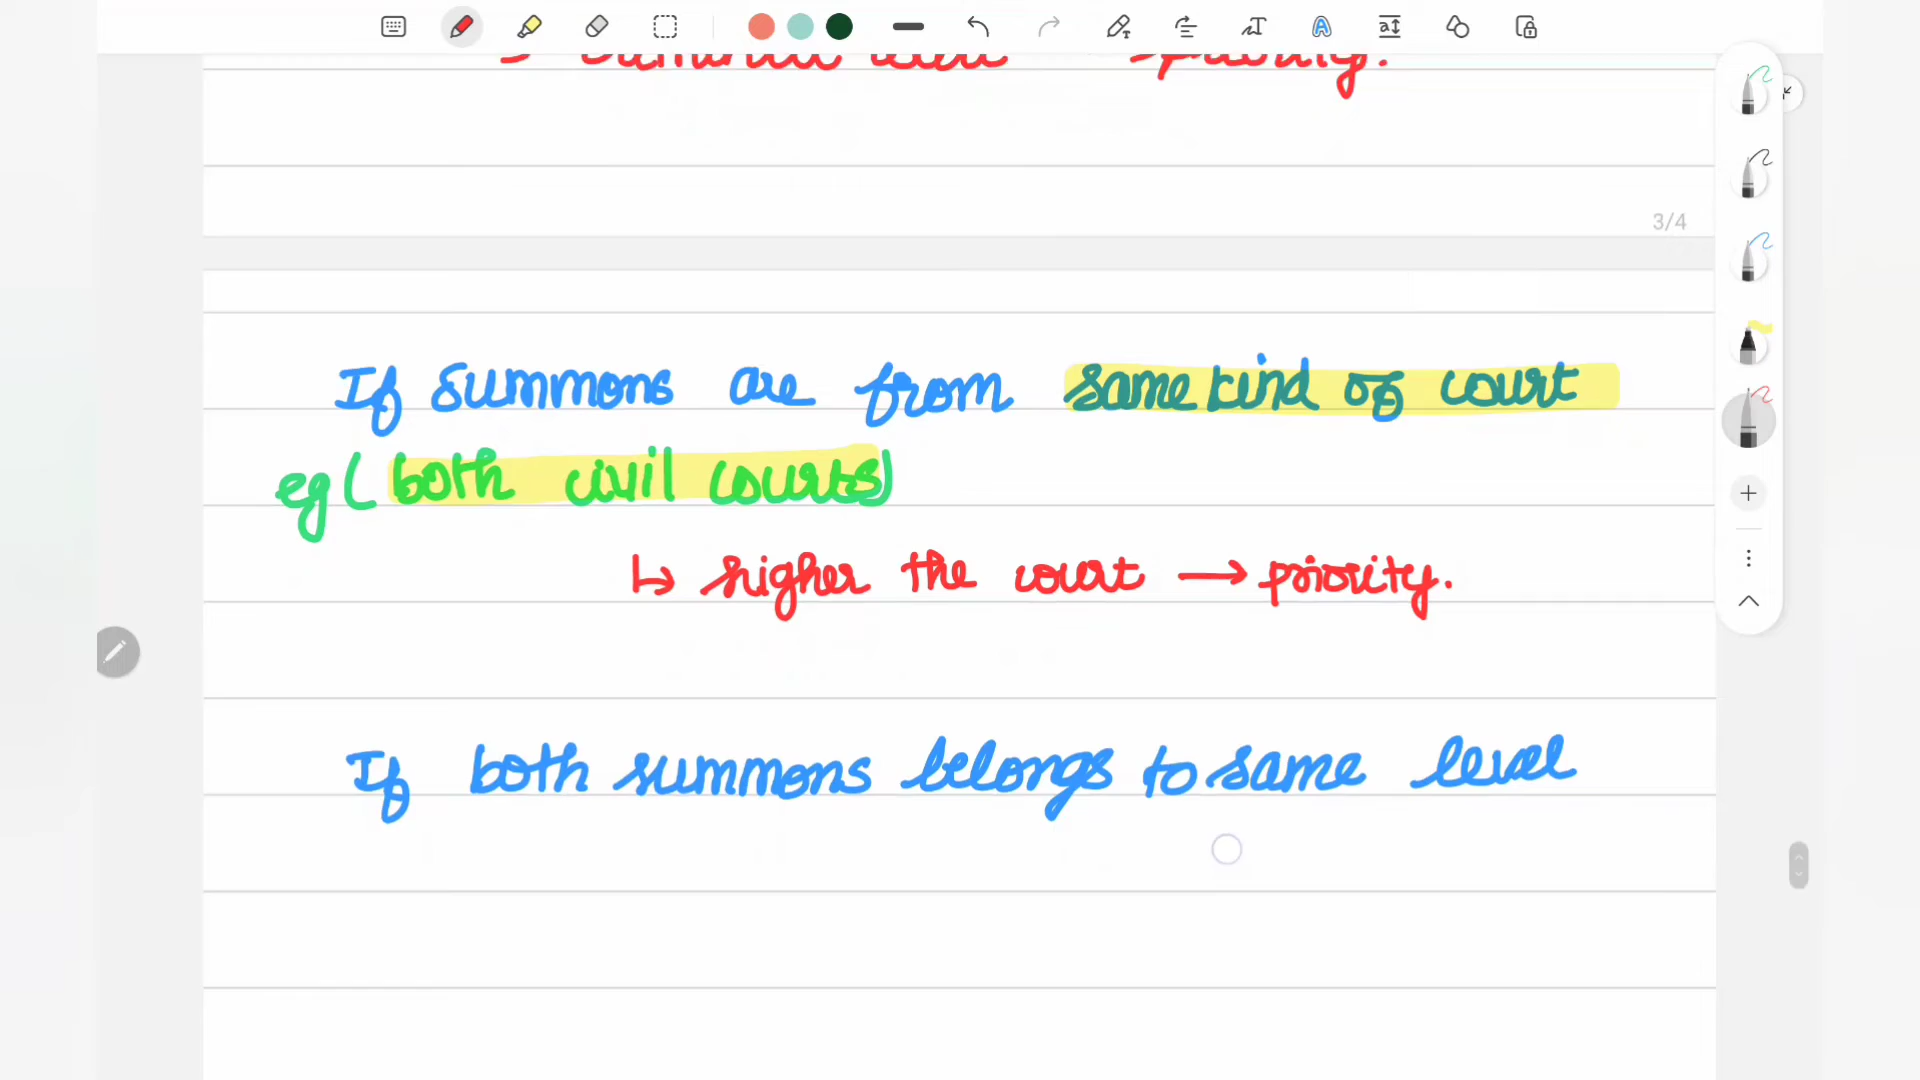 priority.
3/4
If summons are from same kind of court
eg ( both civil courts)
↳ higher the court → priority.
If both summons belongs to same level